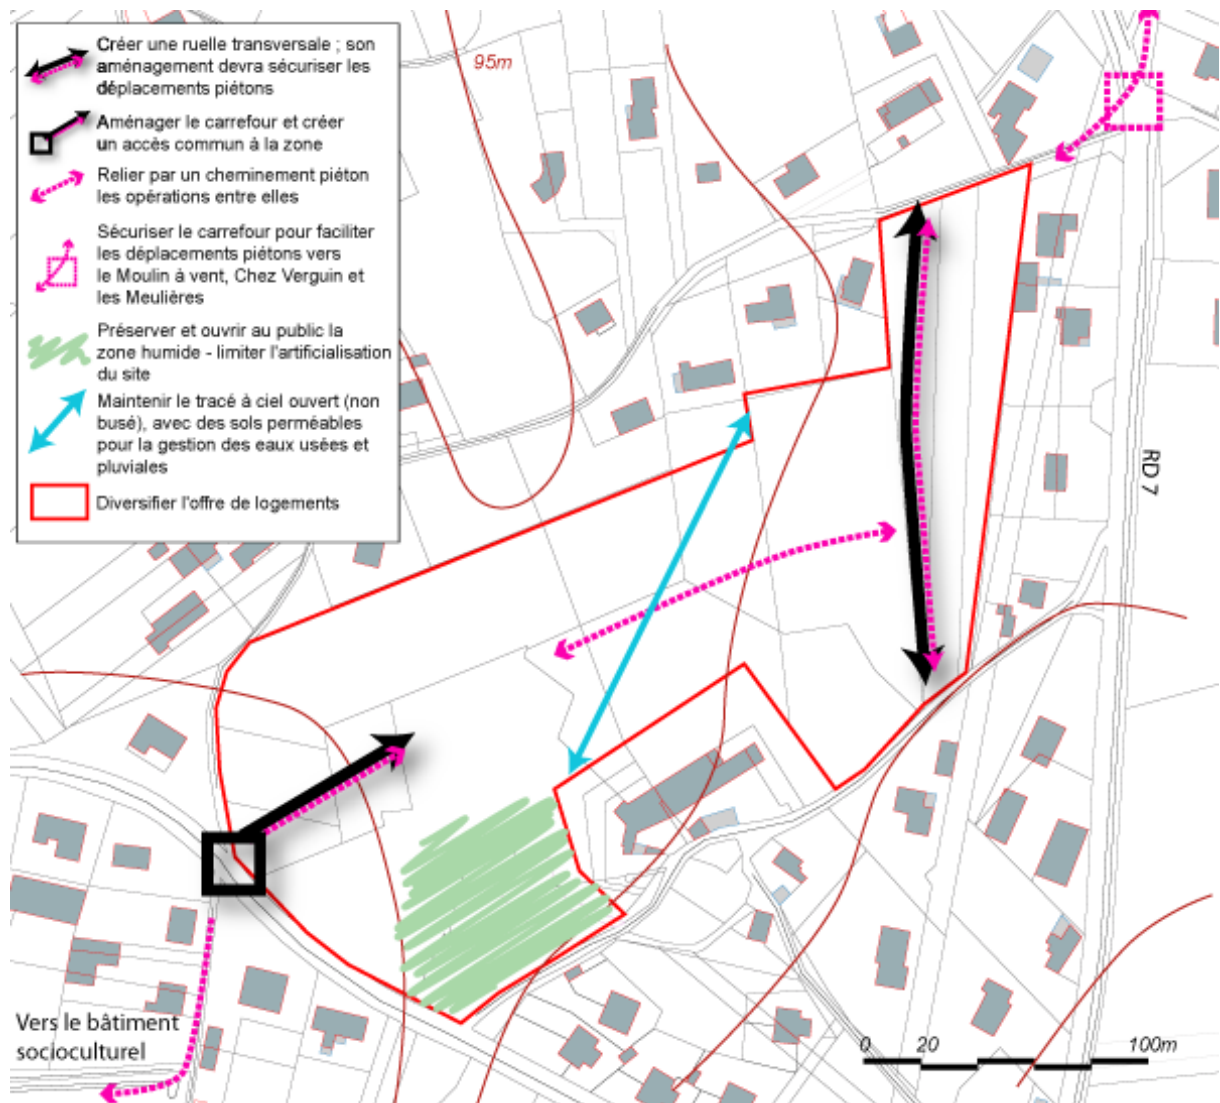 Créer une ruelle transversale ; son
aménagement devra sécuriser les
déplacements piétons
Aménager le carrefour et créer
un accès commun à la zone
Relier par un cheminement piéton
les opérations entre elles
Sécuriser le carrefour pour faciliter
les déplacements piétons vers
le Moulin à vent, Chez Verguin et
les Meulières
Préserver et ouvrir au public la
zone humide - limiter l'artificialisation
du site
Maintenir le tracé à ciel ouvert (non
busé), avec des sols perméables
pour la gestion des eaux usées et
pluviales
Diversifier l'offre de logements
95m
RD 7
Vers le bâtiment
socioculturel
0 20 100m